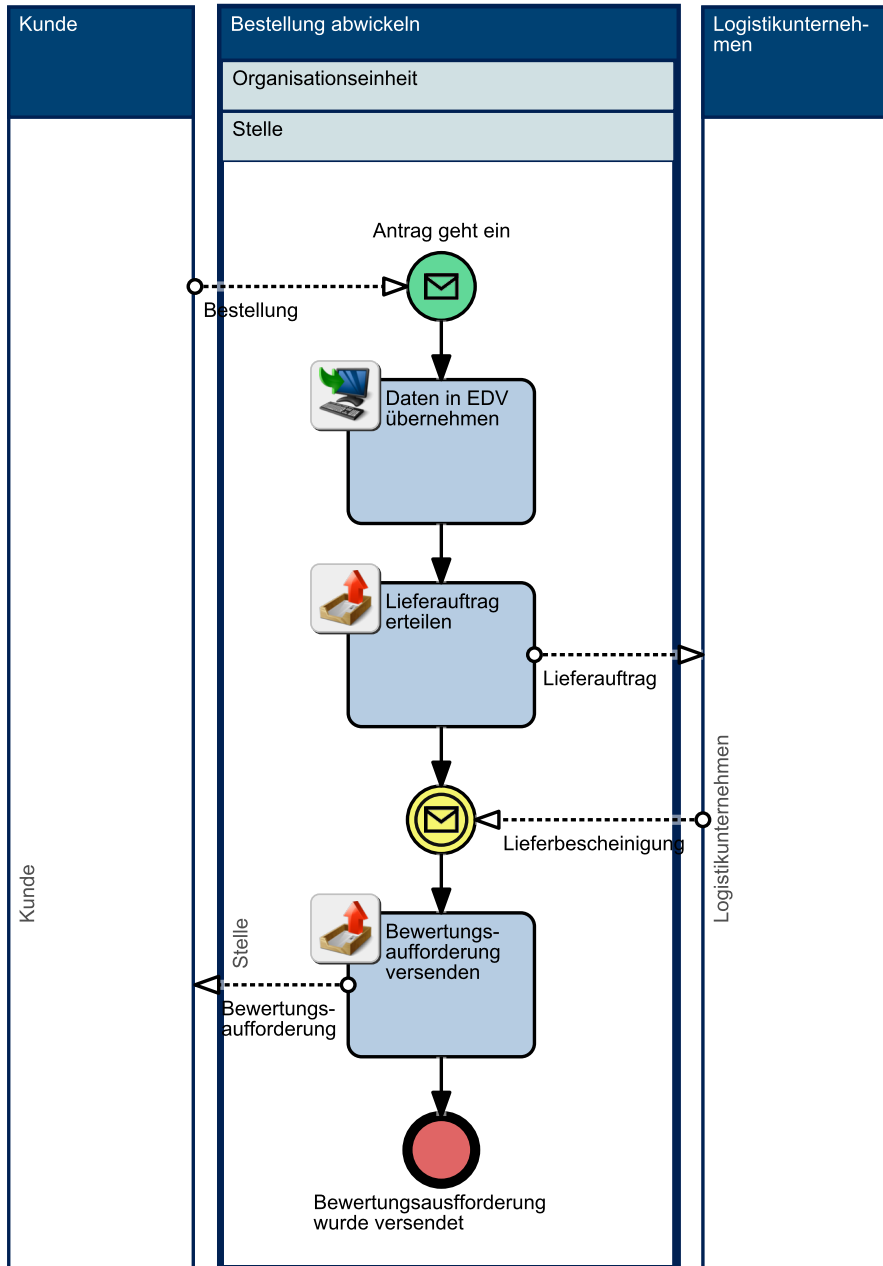 Kunde
Bestellung abwickeln
Logistikunterneh-
men
Organisationseinheit
Stelle
Antrag geht ein
Bestellung
Daten in EDV
übernehmen
Lieferauftrag
erteilen
Lieferauftrag
Lieferbescheinigung
Logistikunternehmen
Kunde
Stelle
Bewertungs-
aufforderung
versenden
Bewertungs-
aufforderung
Bewertungsausfforderung
wurde versendet